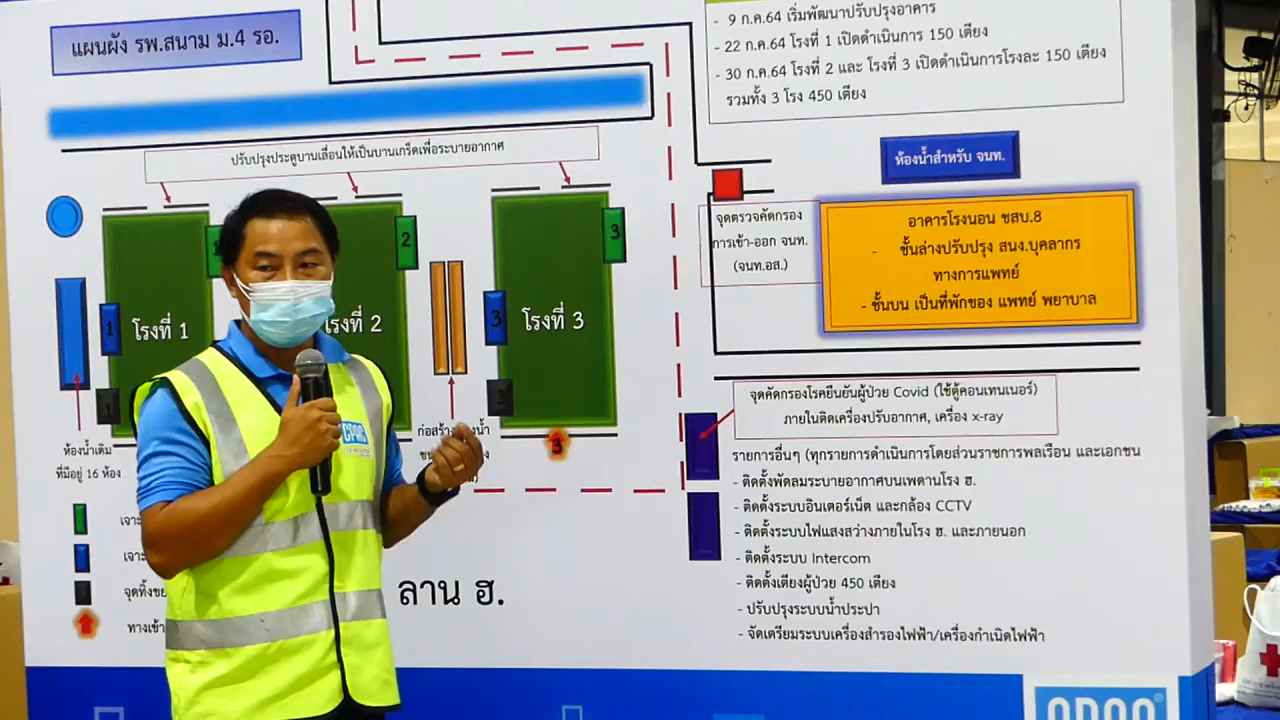 แผนผัง รพ.สนาม ม.4 รอ.
- 9 ก.ค.64 เริ่มพัฒนาปรับปรุงอาคาร
- 22 ก.ค.64 โรงที่ 1 เปิดดำเนินการ 150 เตียง
- 30 ก.ค.64 โรงที่ 2 และ โรงที่ 3 เปิดดำเนินการโรงละ 150 เตียง
รวมทั้ง 3 โรง 450 เตียง
ปรับปรุงประตูบานเลื่อนให้เป็นบานเกร็ดเพื่อระบายอากาศ
ห้องน้ำสำหรับ จนท.
จุดตรวจคัดกรอง
การเข้า-ออก จนท.
(จนท.อส.)
อาคารโรงนอน ชสบ.8
- ชั้นล่างปรับปรุง สนง.บุคลากร
ทางการแพทย์
- ชั้นบน เป็นที่พักของ แพทย์ พยาบาล
1
2
3
1
โรงที่ 1
โรงที่ 2
3
โรงที่ 3
1
3
3
ห้องน้ำเดิม
ที่มีอยู่ 16 ห้อง
จุดคัดกรองโรคยืนยันผู้ป่วย Covid (ใช้ตู้คอนเทนเนอร์)
ภายในติดเครื่องปรับอากาศ, เครื่อง x-ray
รายการอื่นๆ (ทุกรายการดำเนินการโดยส่วนราชการพลเรือน และเอกชน
- ติดตั้งพัดลมระบายอากาศบนเพดานโรง ฮ.
- ติดตั้งระบบอินเตอร์เน็ต และกล้อง CCTV
- ติดตั้งระบบไฟแสงสว่างภายในโรง ฮ. และภายนอก
- ติดตั้งระบบ Intercom
- ติดตั้งเตียงผู้ป่วย 450 เตียง
- ปรับปรุงระบบน้ำประปา
- จัดเตรียมระบบเครื่องสำรองไฟฟ้า/เครื่องกำเนิดไฟฟ้า
ลาน ฮ.
CPAC